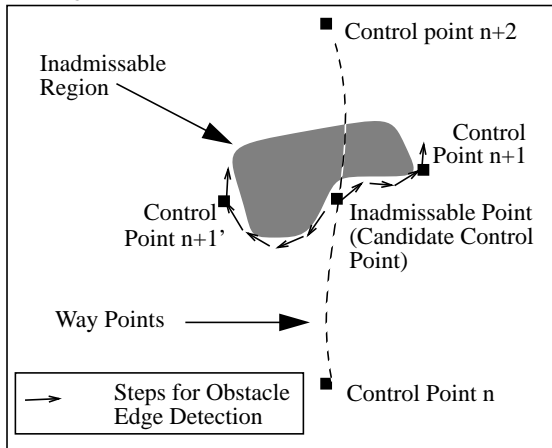 Control point n+2
Inadmissable
Region
Control
Point n+1
Control
Point n+1’
Inadmissable Point
(Candidate Control
Point)
Way Points
Control Point n
Steps for Obstacle
Edge Detection